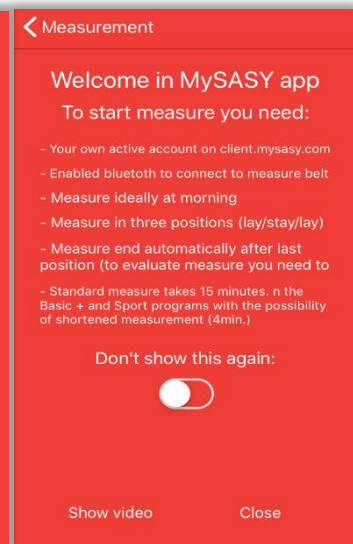 Measurement
Welcome in MySASY app
To start measure you need:
- Your own active account on client.mysasy.com
- Enabled bluetoth to connect to measure belt
- Measure ideally at morning
- Measure in three positions (lay/stay/lay)
- Measure end automatically after last
position (to evaluate measure you need to
- Standard measure takes 15 minutes. n the
Basic + and Sport programs with the possibility
of shortened measurement (4min.)
Don't show this again:
Show video
Close